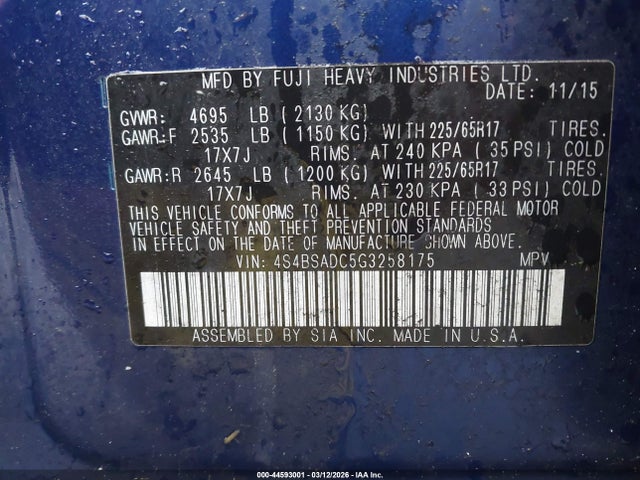 MFD BY FUJI HEAVY INDUSTRIES LTD.
DATE: 11/15
GVWR: 4695 LB (2130 KG)
GAWR:F 2535 LB (1150 KG) WITH 225/65R17 TIRES.
17X7J RIMS. AT 240 KPA (35 PSI) COLD
GAWR:R 2645 LB (1200 KG) WITH 225/65R17 TIRES.
17X7J RIMS. AT 230 KPA (33 PSI) COLD
THIS VEHICLE CONFORMS TO ALL APPLICABLE FEDERAL MOTOR
VEHICLE SAFETY AND THEFT PREVENTION STANDARDS
IN EFFECT ON THE DATE OF MANUFACTURE SHOWN ABOVE.
VIN: 4S4BSADC5G3258175 MPV
ASSEMBLED BY SIA INC. MADE IN U.S.A.
000-44593001 - 03/12/2026 - IAA Inc.